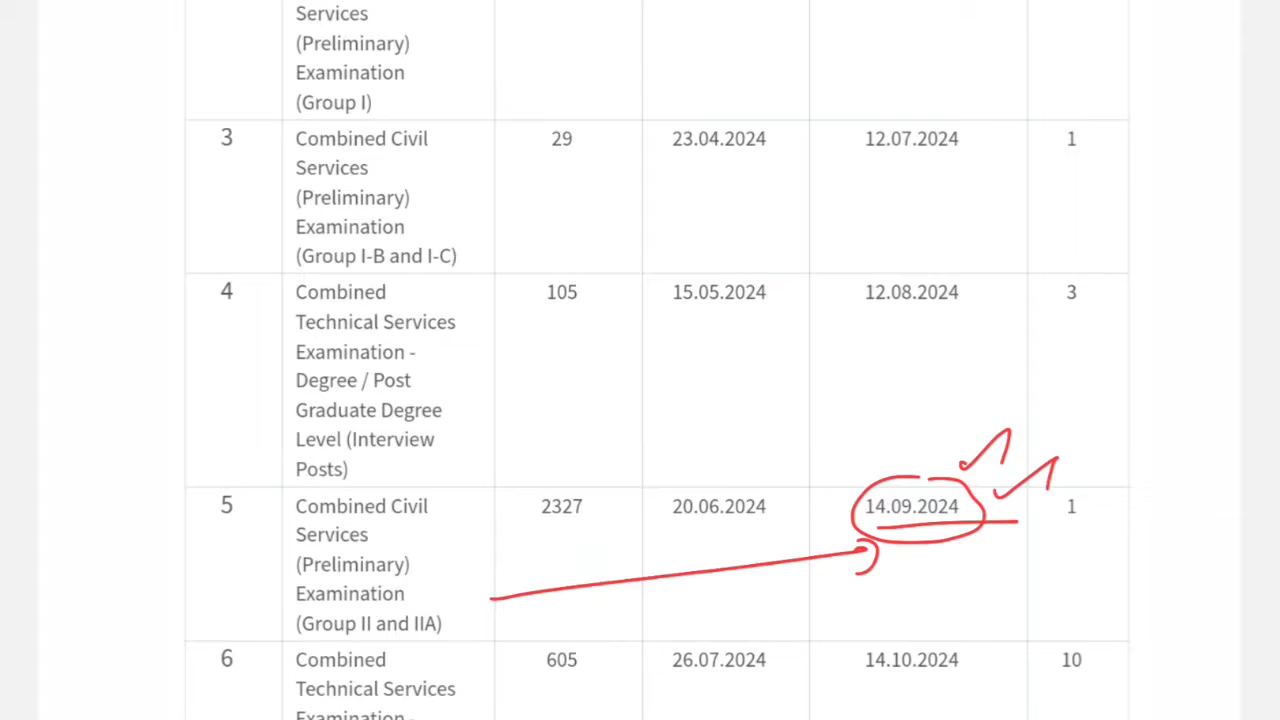 Services
(Preliminary)
Examination
(Group I)
3 Combined Civil 29 23.04.2024 12.07.2024 1
Services
(Preliminary)
Examination
(Group I-B and I-C)
4 Combined 105 15.05.2024 12.08.2024 3
Technical Services
Examination -
Degree / Post
Graduate Degree
Level (Interview
Posts)
5 Combined Civil 2327 20.06.2024 14.09.2024 1
Services
(Preliminary)
Examination
(Group II and IIA)
6 Combined 605 26.07.2024 14.10.2024 10
Technical Services
Examination -